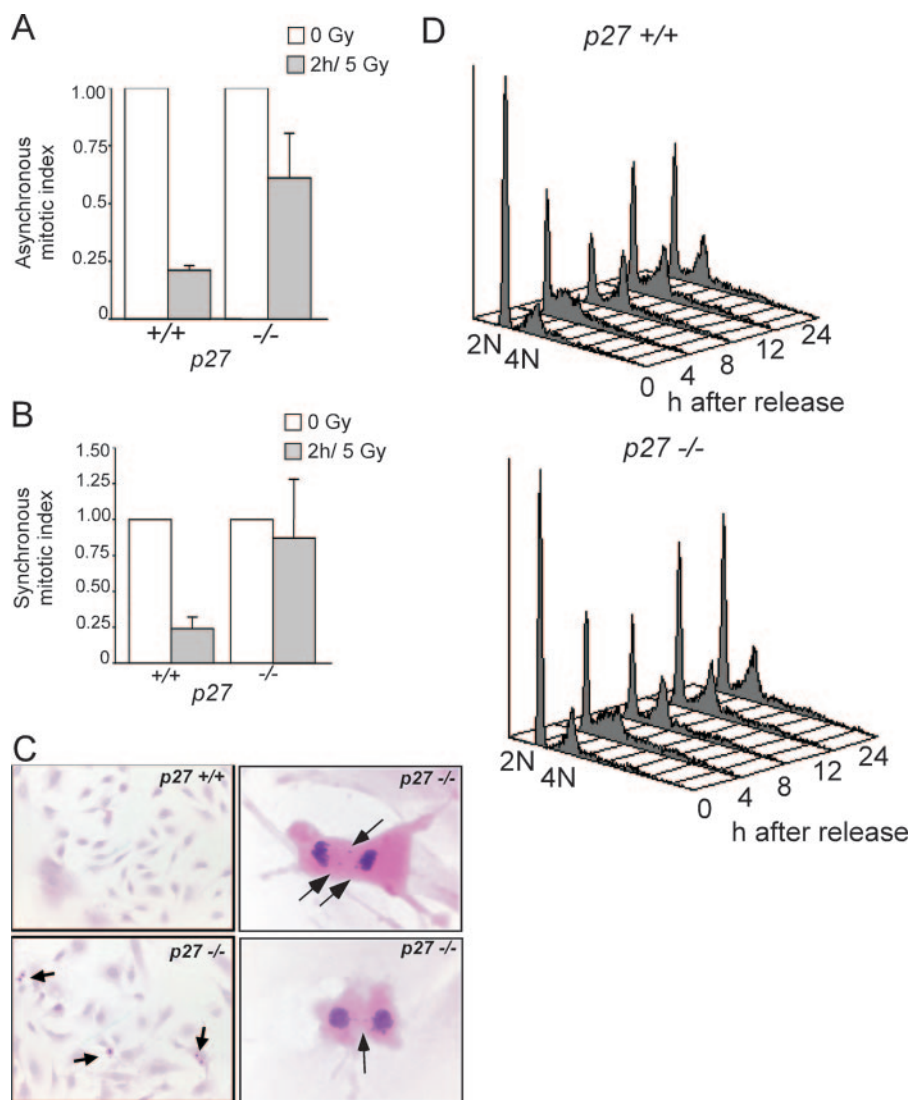 A
0 Gy
2h/ 5 Gy
Asynchronous
mitotic index
1.00
0.75
0.5
0.25
0
+/+
-/-
p27
B
0 Gy
2h/ 5 Gy
Synchronous
mitotic index
1.50
1.25
1.00
0.75
0.50
0.25
0
+/+
-/-
p27
C
p27 +/+
p27 -/-
p27 -/-
p27 -/-
D
p27 +/+
2N
4N
0
4
8
12
24
h after release
p27 -/-
2N
4N
0
4
8
12
24
h after release